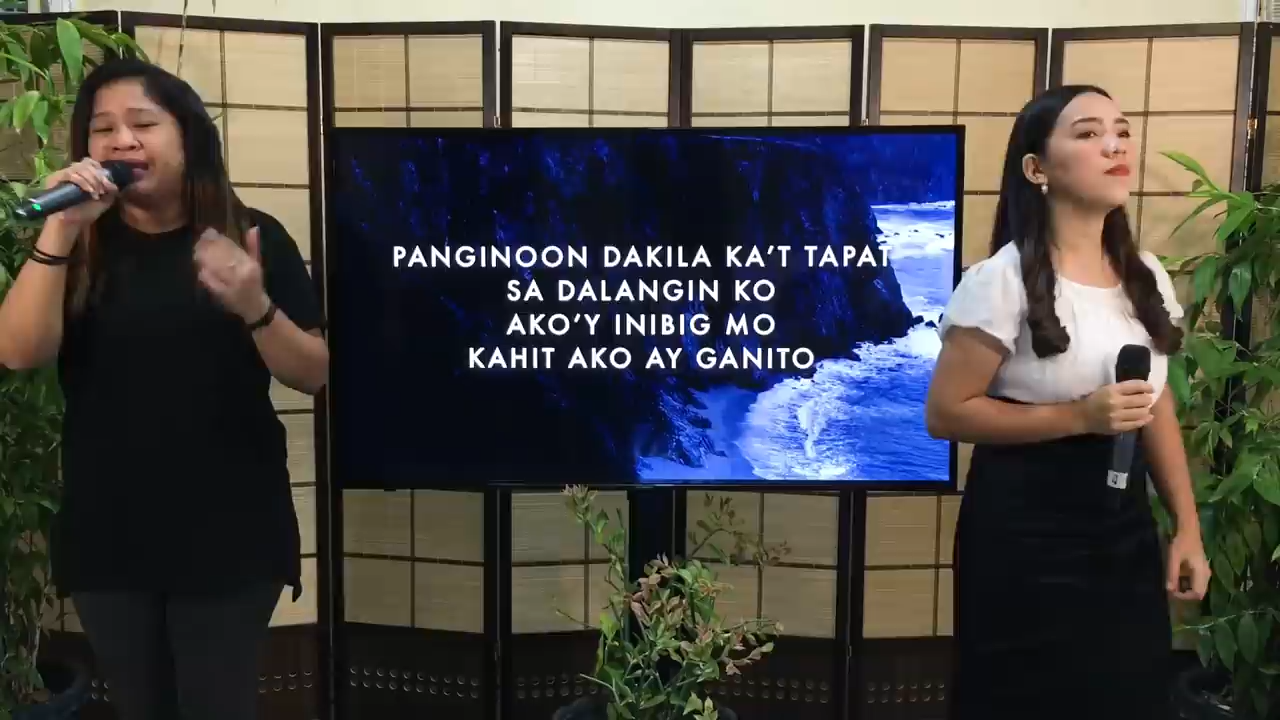 PANGINOON DAKILA KA'T TAPAT
SA DALANGIN KO
AKO'Y INIBIG MO
KAHIT AKO AY GANITO